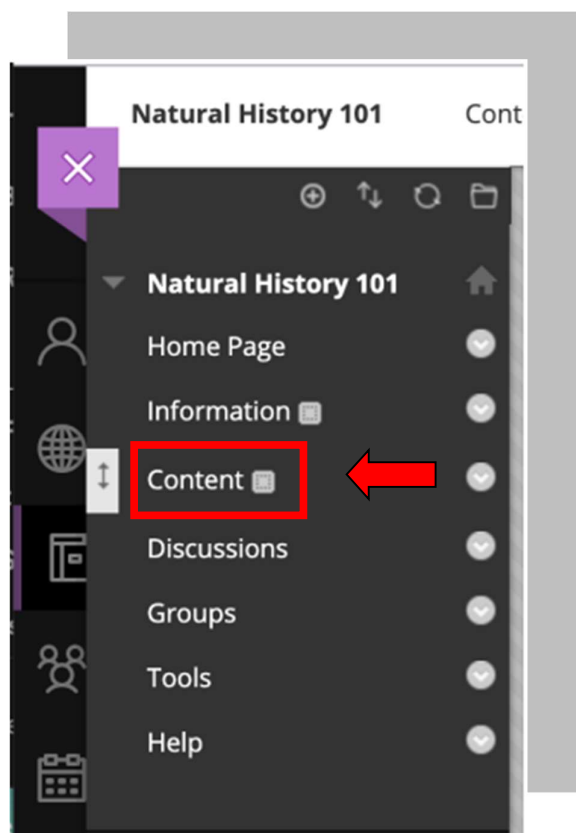 Natural History 101 Cont
Natural History 101
Home Page
Information
Content
Discussions
Groups
Tools
Help